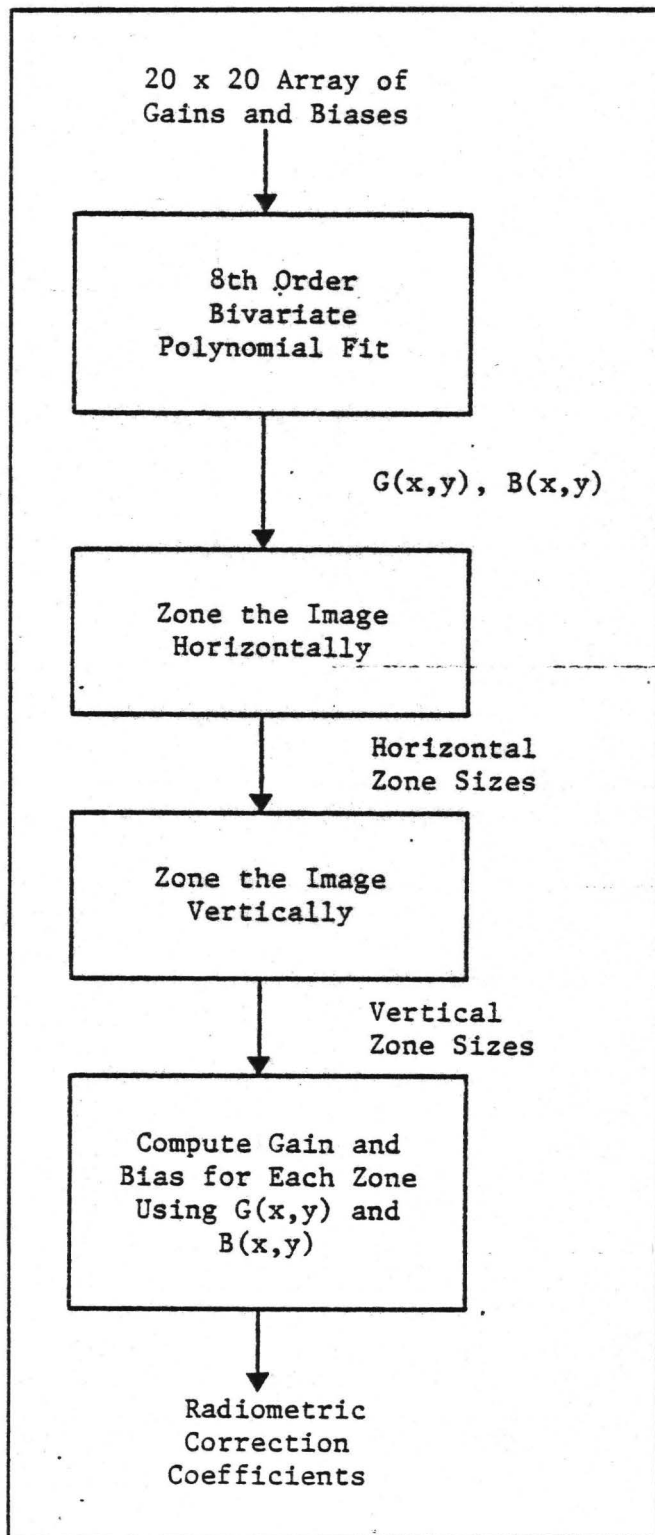 20 x 20 Array of
Gains and Biases
8th Order
Bivariate
Polynomial Fit
G(x,y), B(x,y)
Zone the Image
Horizontally
Horizontal
Zone Sizes
Zone the Image
Vertically
Vertical
Zone Sizes
Compute Gain and
Bias for Each Zone
Using G(x,y) and
B(x,y)
Radiometric
Correction
Coefficients